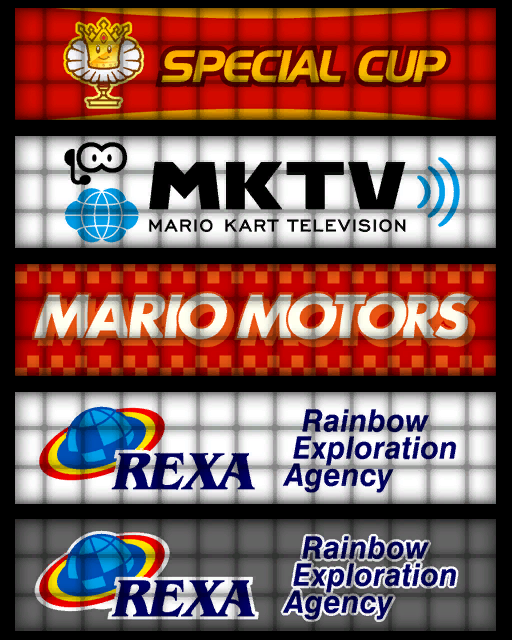 SPECIAL CUP
MKTV
MARIO KART TELEVISION
MARIO MOTORS
REXA
Rainbow
Exploration
Agency
REXA
Rainbow
Exploration
Agency